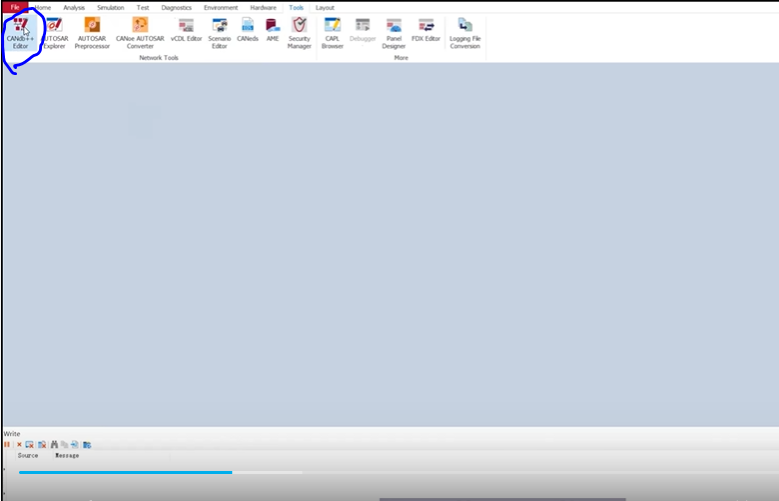 File Home Analysis Simulation Test Diagnostics Environment Hardware Tools Layout
CANdb++ AUTOSAR AUTOSAR CANoe AUTOSAR vCDL Editor Scenario CANeds AME Security CAPL Debugger Panel FDX Editor Logging File
Editor Explorer Preprocessor Converter Editor Manager Browser Designer Conversion
Network Tools More
Write
Source Message